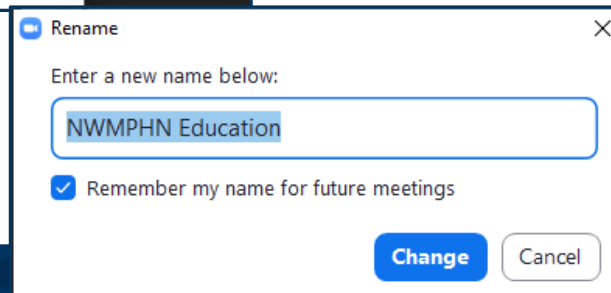 Rename
Enter a new name below:
NWMPHN Education
Remember my name for future meetings
Change Cancel